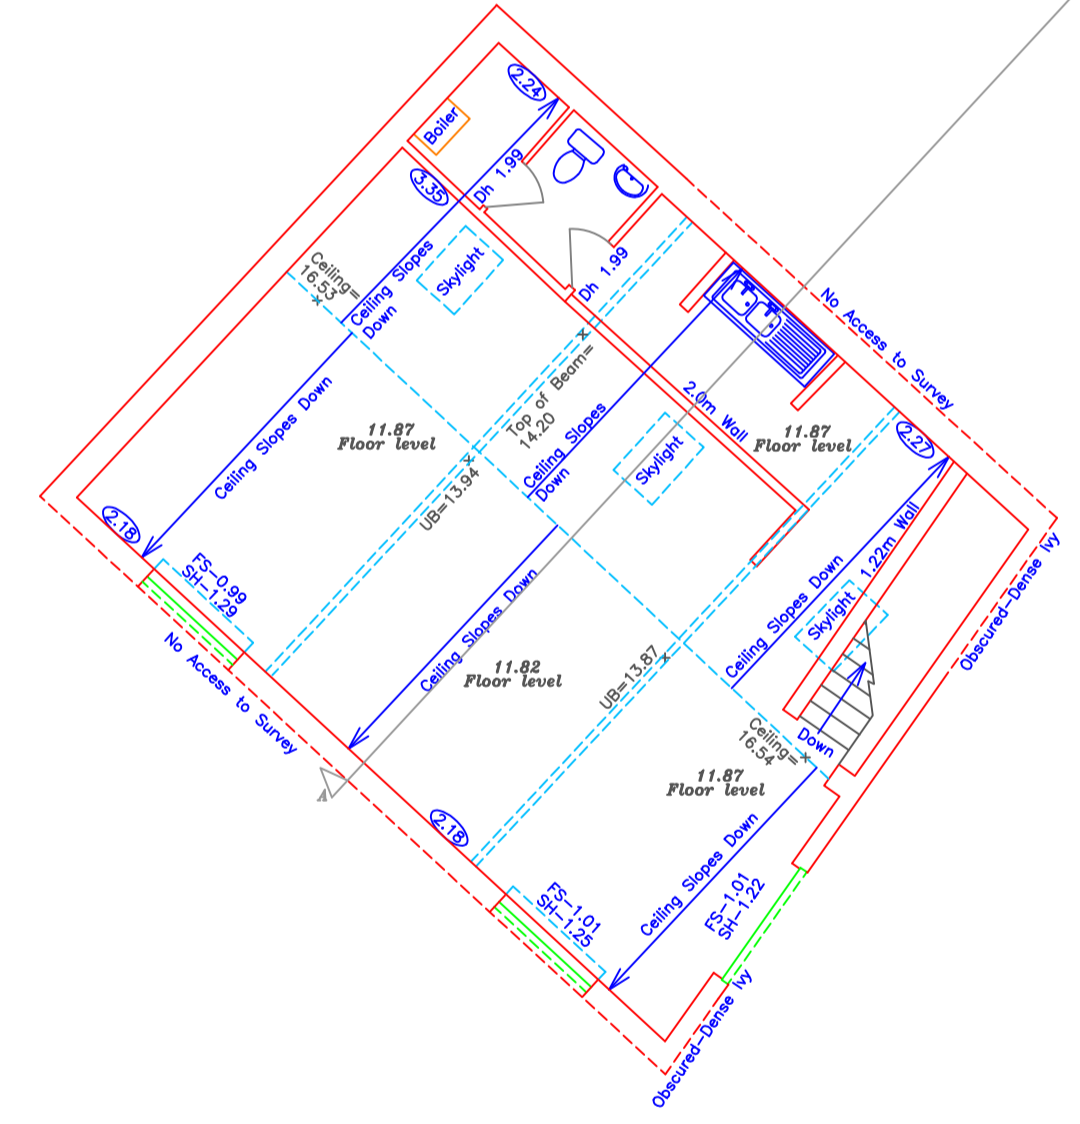 2.24
Boiler
3.35
Dh 1.99
Ceiling=
16.53
Ceiling Slopes
Down
Skylight
Dh 1.99
No Access to Survey
Ceiling Slopes Down
11.87
Floor level
Top of Beam=
14.20
UB=13.94
Ceiling Slopes
Down
2.0m Wall
Skylight
11.87
Floor level
2.27
2.18
FS-0.99
SH-1.29
No Access to Survey
Ceiling Slopes Down
11.82
Floor level
1.22m Wall
Skylight
Ceiling Slopes Down
Obscured-Dense Ivy
UB=13.87
Down
Ceiling=
16.54
11.87
Floor level
A
2.18
Ceiling Slopes Down
FS-1.01
SH-1.25
FS-1.01
SH-1.22
Obscured-Dense Ivy